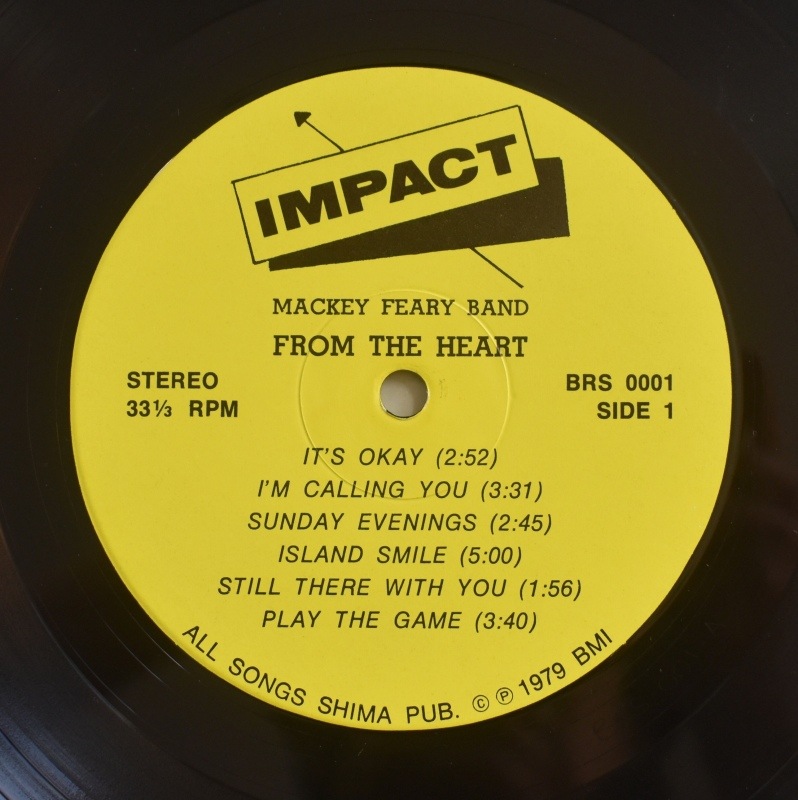 IMPACT
MACKEY FEARY BAND
FROM THE HEART
STEREO
33⅓ RPM
BRS 0001
SIDE 1
IT'S OKAY (2:52)
I'M CALLING YOU (3:31)
SUNDAY EVENINGS (2:45)
ISLAND SMILE (5:00)
STILL THERE WITH YOU (1:56)
PLAY THE GAME (3:40)
ALL SONGS SHIMA PUB. © ℗ 1979 BMI